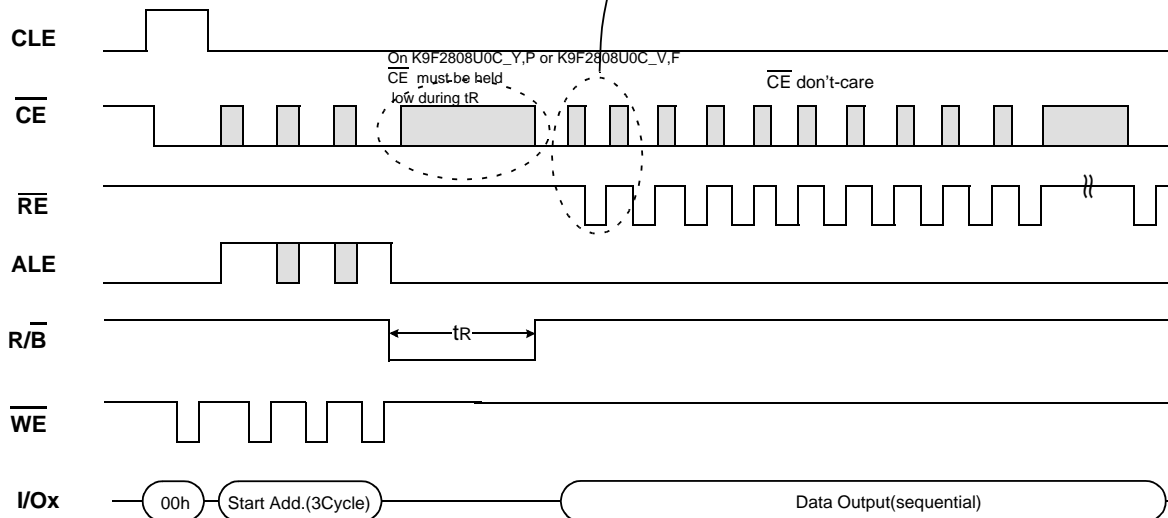 CLE
On K9F2808U0C_Y,P or K9F2808U0C_V,F
CE must be held
low during tR
CE don't-care
CE
RE
ALE
R/B
tR
WE
I/Ox
00h
Start Add.(3Cycle)
Data Output(sequential)